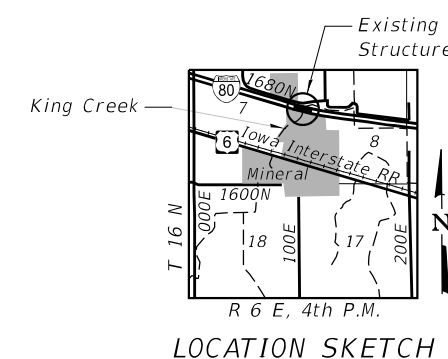 Existing
Structure
1680N
80
7
King Creek
Iowa Interstate RR
6
8
Mineral
1600N
T 16 N
000E
18
100E
17
200E
N
R 6 E, 4th P.M.
LOCATION SKETCH